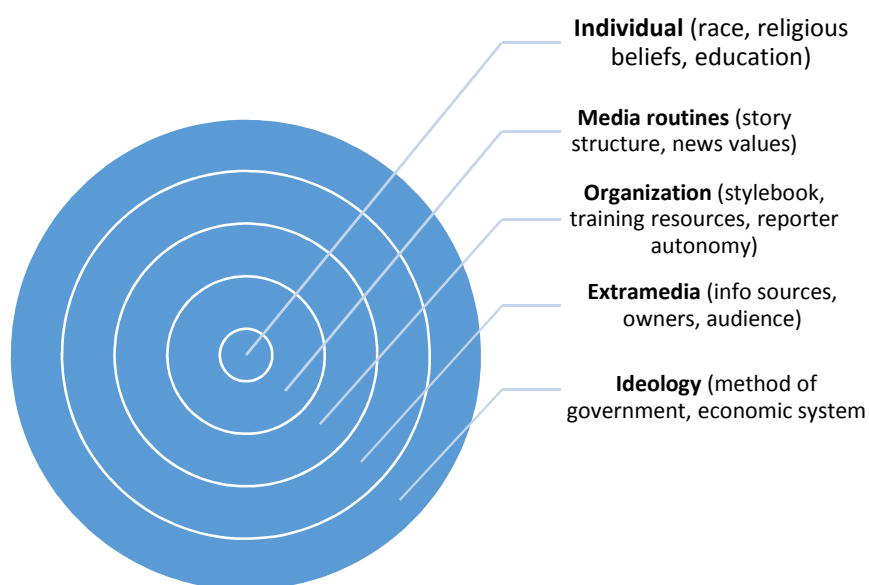 Individual (race, religious
beliefs, education)
Media routines (story
structure, news values)
Organization (stylebook,
training resources, reporter
autonomy)
Extramedia (info sources,
owners, audience)
Ideology (method of
government, economic system